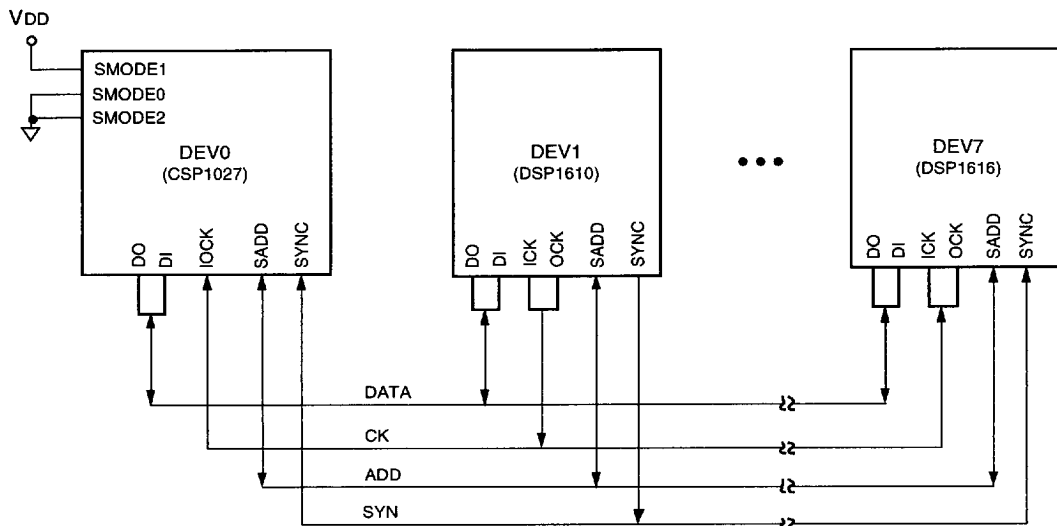 VDD
SMODE1
SMODE0
SMODE2
DEV0
(CSP1027)
DO
DI
IOCK
SADD
SYNC
DEV1
(DSP1610)
DO
DI
ICK
OCK
SADD
SYNC
DEV7
(DSP1616)
DO
DI
ICK
OCK
SADD
SYNC
DATA
CK
ADD
SYN